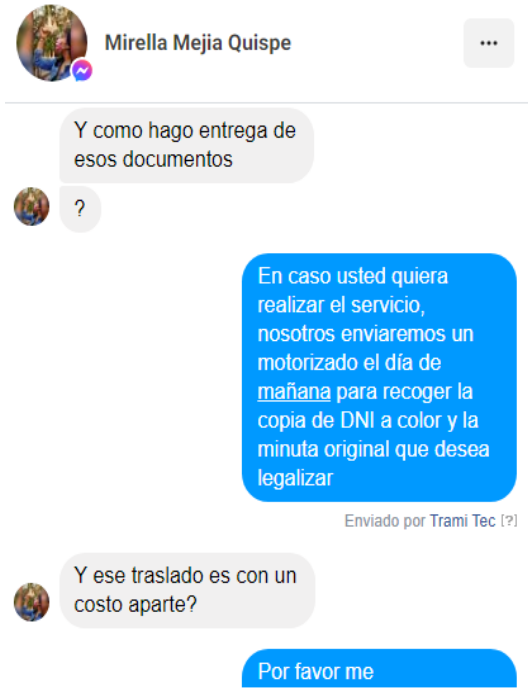 Mirella Mejia Quispe
Y como hago entrega de
esos documentos
?
En caso usted quiera
realizar el servicio,
nosotros enviaremos un
motorizado el día de
mañana para recoger la
copia de DNI a color y la
minuta original que desea
legalizar
Enviado por Trami Tec [?]
Y ese traslado es con un
costo aparte?
Por favor me